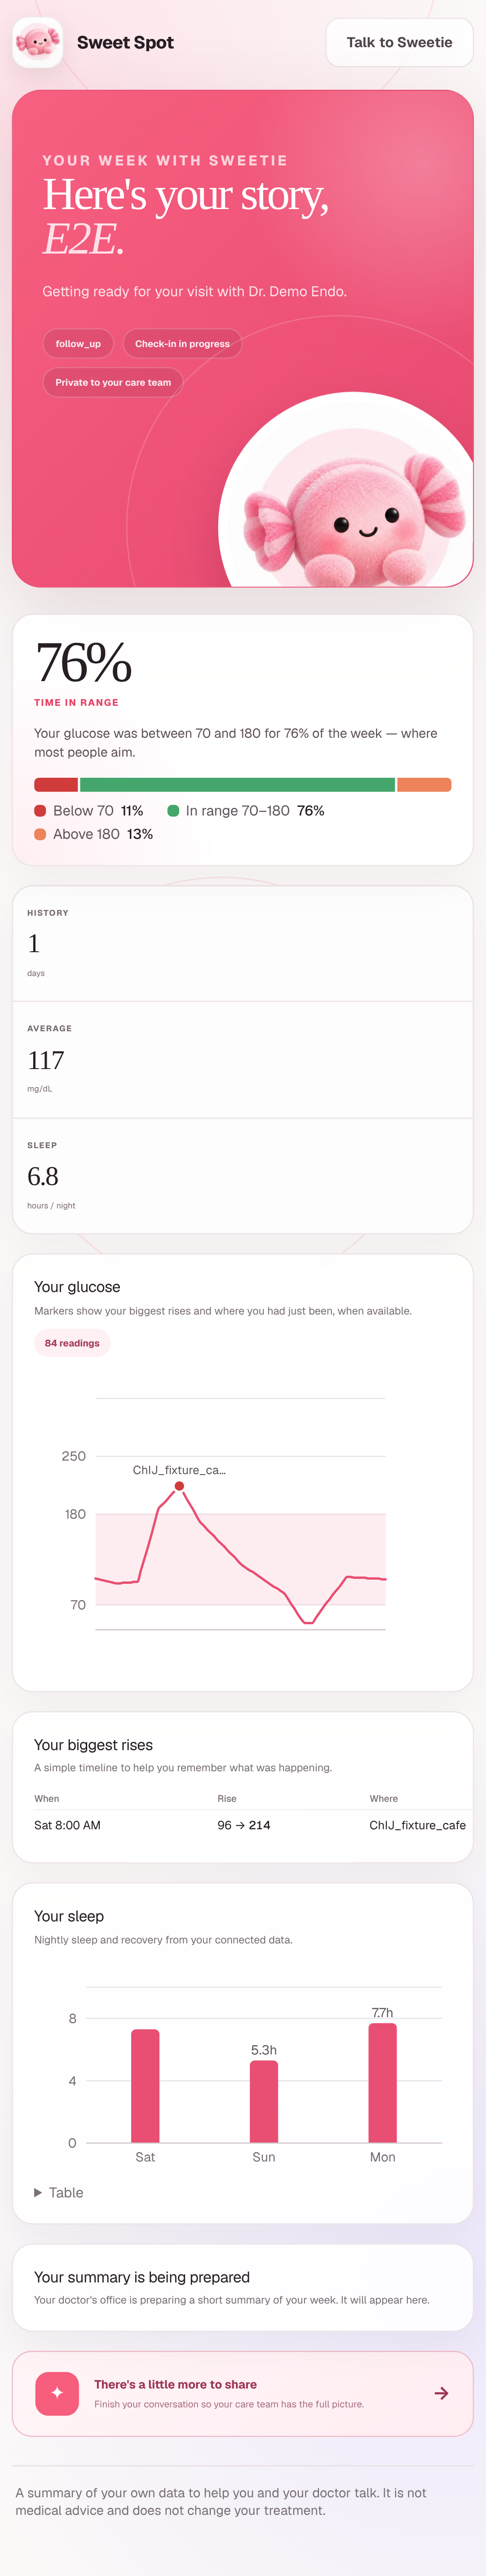 Sweet Spot
Talk to Sweetie
YOUR WEEK WITH SWEETIE
Here's your story,
E2E.
Getting ready for your visit with Dr. Demo Endo.
follow_up
Check-in in progress
Private to your care team
76%
TIME IN RANGE
Your glucose was between 70 and 180 for 76% of the week — where
most people aim.
Below 70 11%
In range 70–180 76%
Above 180 13%
HISTORY
1
days
AVERAGE
117
mg/dL
SLEEP
6.8
hours / night
Your glucose
Markers show your biggest rises and where you had just been, when available.
84 readings
250
ChIJ_fixture_ca...
180
70
Your biggest rises
A simple timeline to help you remember what was happening.
When Rise Where
Sat 8:00 AM 96 → 214 ChIJ_fixture_cafe
Your sleep
Nightly sleep and recovery from your connected data.
7.7h
8
5.3h
4
0
Sat Sun Mon
Table
Your summary is being prepared
Your doctor's office is preparing a short summary of your week. It will appear here.
There's a little more to share
Finish your conversation so your care team has the full picture.
A summary of your own data to help you and your doctor talk. It is not
medical advice and does not change your treatment.